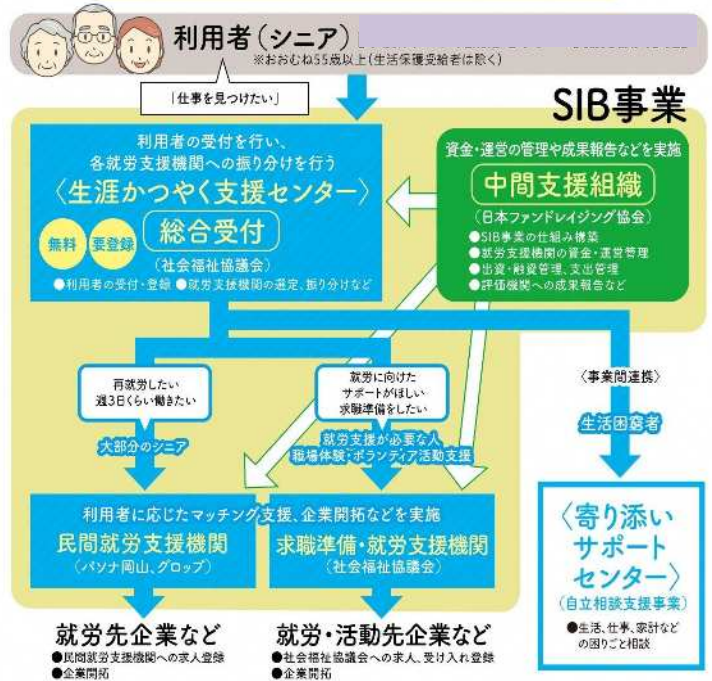 利用者(シニア)
※おおむね55歳以上(生活保護受給者は除く)
「仕事を見つけたい」
SIB事業
利用者の受付を行い、
各就労支援機関への振り分けを行う
〈生涯かつやく支援センター〉
無料
要登録
総合受付
(社会福祉協議会)
●利用者の受付・登録 ●就労支援機関の選定、振り分けなど
資金・運営の管理や成果報告などを実施
中間支援組織
(日本ファンドレイジング協会)
●SIB事業の仕組み構築
●就労支援機関の資金・運営管理
●出資・融資管理、支出管理
●評価機関への成果報告など
再就労したい
週3日くらい働きたい
大部分のシニア
就労に向けた
サポートがほしい
求職準備をしたい
就労支援が必要な人
職場体験・ボランティア活動支援
〈事業間連携〉
生活困窮者
利用者に応じたマッチング支援、企業開拓などを実施
民間就労支援機関
(パソナ岡山、グロップ)
求職準備・就労支援機関
(社会福祉協議会)
〈寄り添い
サポート
センター〉
(自立相談支援事業)
●生活、仕事、家計など
の困りごと相談
就労先企業など
●民間就労支援機関への求人登録
●企業開拓
就労・活動先企業など
●社会福祉協議会への求人、受け入れ登録
●企業開拓